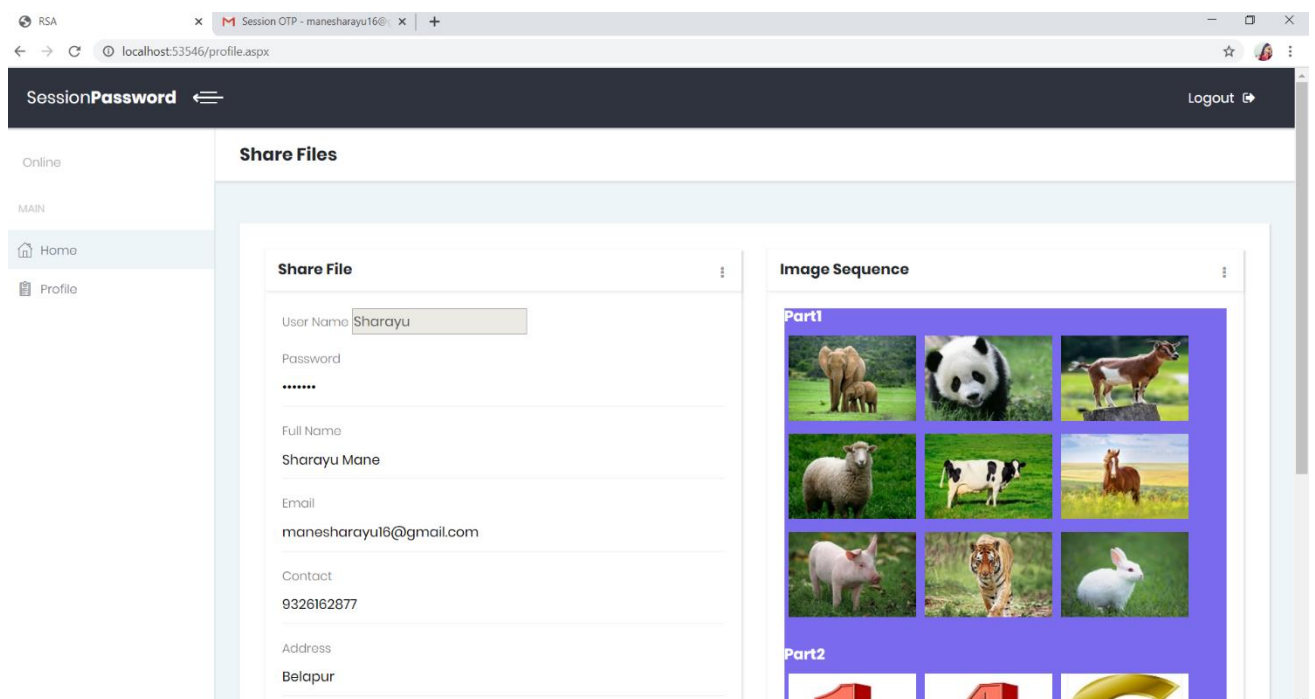 RSA
Session OTP - manesharayu16@g
localhost:53546/profile.aspx
SessionPassword
Logout
Online
MAIN
Home
Profile
Share Files
Share File
User Name Sharayu
Password
•••••••
Full Name
Sharayu Mane
Email
manesharayu16@gmail.com
Contact
9326162877
Address
Belapur
Image Sequence
Part1
Part2